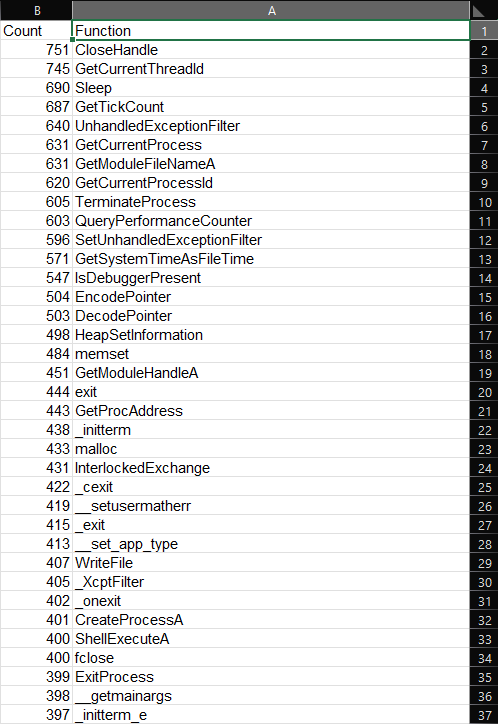 B A
Count Function 1
751 CloseHandle 2
745 GetCurrentThreadId 3
690 Sleep 4
687 GetTickCount 5
640 UnhandledExceptionFilter 6
631 GetCurrentProcess 7
631 GetModuleFileNameA 8
620 GetCurrentProcessId 9
605 TerminateProcess 10
603 QueryPerformanceCounter 11
596 SetUnhandledExceptionFilter 12
571 GetSystemTimeAsFileTime 13
547 IsDebuggerPresent 14
504 EncodePointer 15
503 DecodePointer 16
498 HeapSetInformation 17
484 memset 18
451 GetModuleHandleA 19
444 exit 20
443 GetProcAddress 21
438 _initterm 22
433 malloc 23
431 InterlockedExchange 24
422 _cexit 25
419 __setusermatherr 26
415 _exit 27
413 __set_app_type 28
407 WriteFile 29
405 _XcptFilter 30
402 _onexit 31
401 CreateProcessA 32
400 ShellExecuteA 33
400 fclose 34
399 ExitProcess 35
398 __getmainargs 36
397 _initterm_e 37